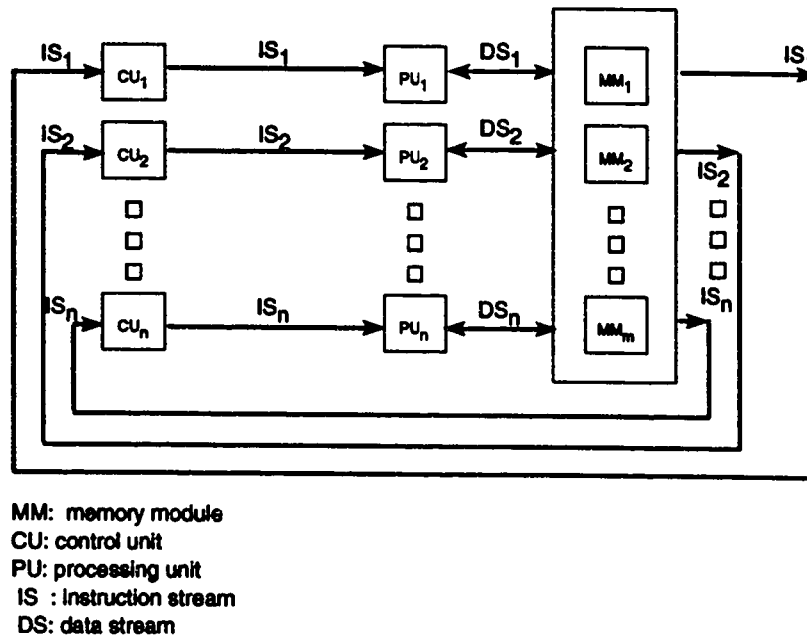 IS1 CU1 IS1 PU1 DS1 MM1 IS
IS2 CU2 IS2 PU2 DS2 MM2 IS2
ISn CUn ISn PUn DSn MMm ISn
MM: memory module
CU: control unit
PU: processing unit
IS : instruction stream
DS: data stream